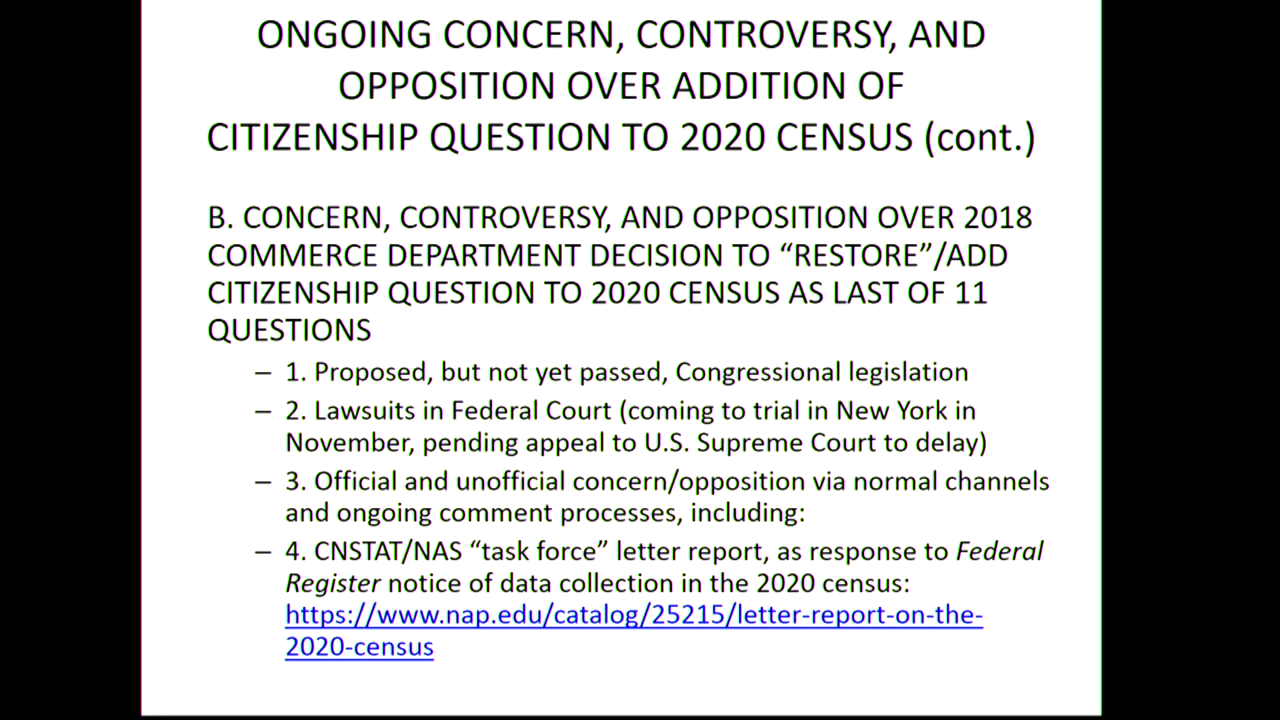 ONGOING CONCERN, CONTROVERSY, AND
OPPOSITION OVER ADDITION OF
CITIZENSHIP QUESTION TO 2020 CENSUS (cont.)
B. CONCERN, CONTROVERSY, AND OPPOSITION OVER 2018
COMMERCE DEPARTMENT DECISION TO “RESTORE”/ADD
CITIZENSHIP QUESTION TO 2020 CENSUS AS LAST OF 11
QUESTIONS
– 1. Proposed, but not yet passed, Congressional legislation
– 2. Lawsuits in Federal Court (coming to trial in New York in
November, pending appeal to U.S. Supreme Court to delay)
– 3. Official and unofficial concern/opposition via normal channels
and ongoing comment processes, including:
– 4. CNSTAT/NAS “task force” letter report, as response to Federal
Register notice of data collection in the 2020 census:
https://www.nap.edu/catalog/25215/letter-report-on-the-
2020-census